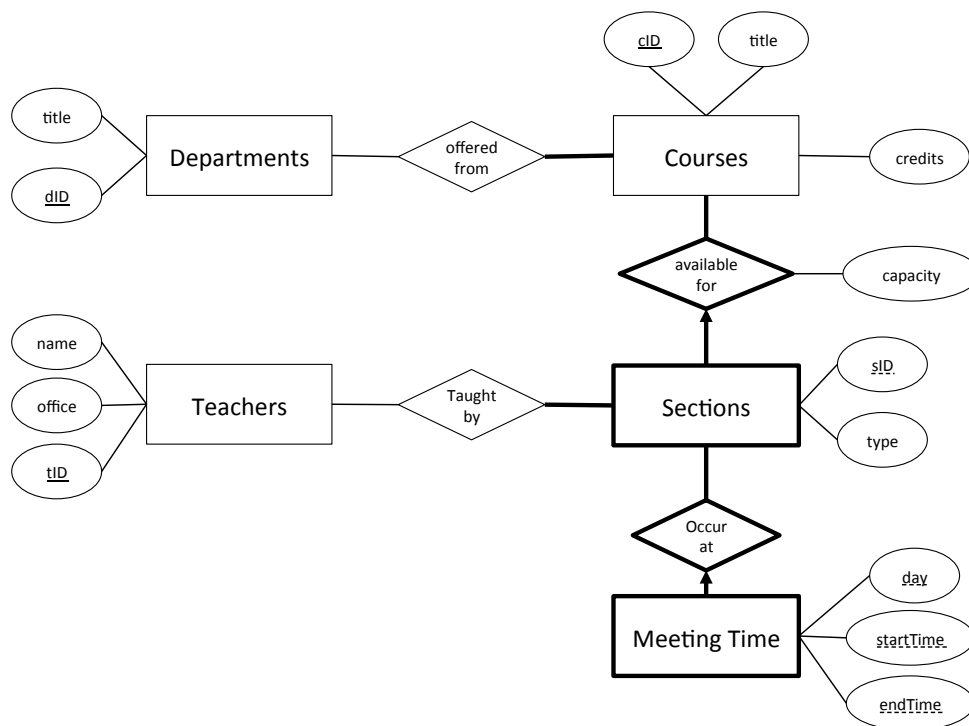 cID
title
title
Departments
offered
from
Courses
credits
dID
available
for
capacity
name
sID
office
Teachers
Taught
by
Sections
type
tID
Occur
at
day
Meeting Time
startTime
endTime